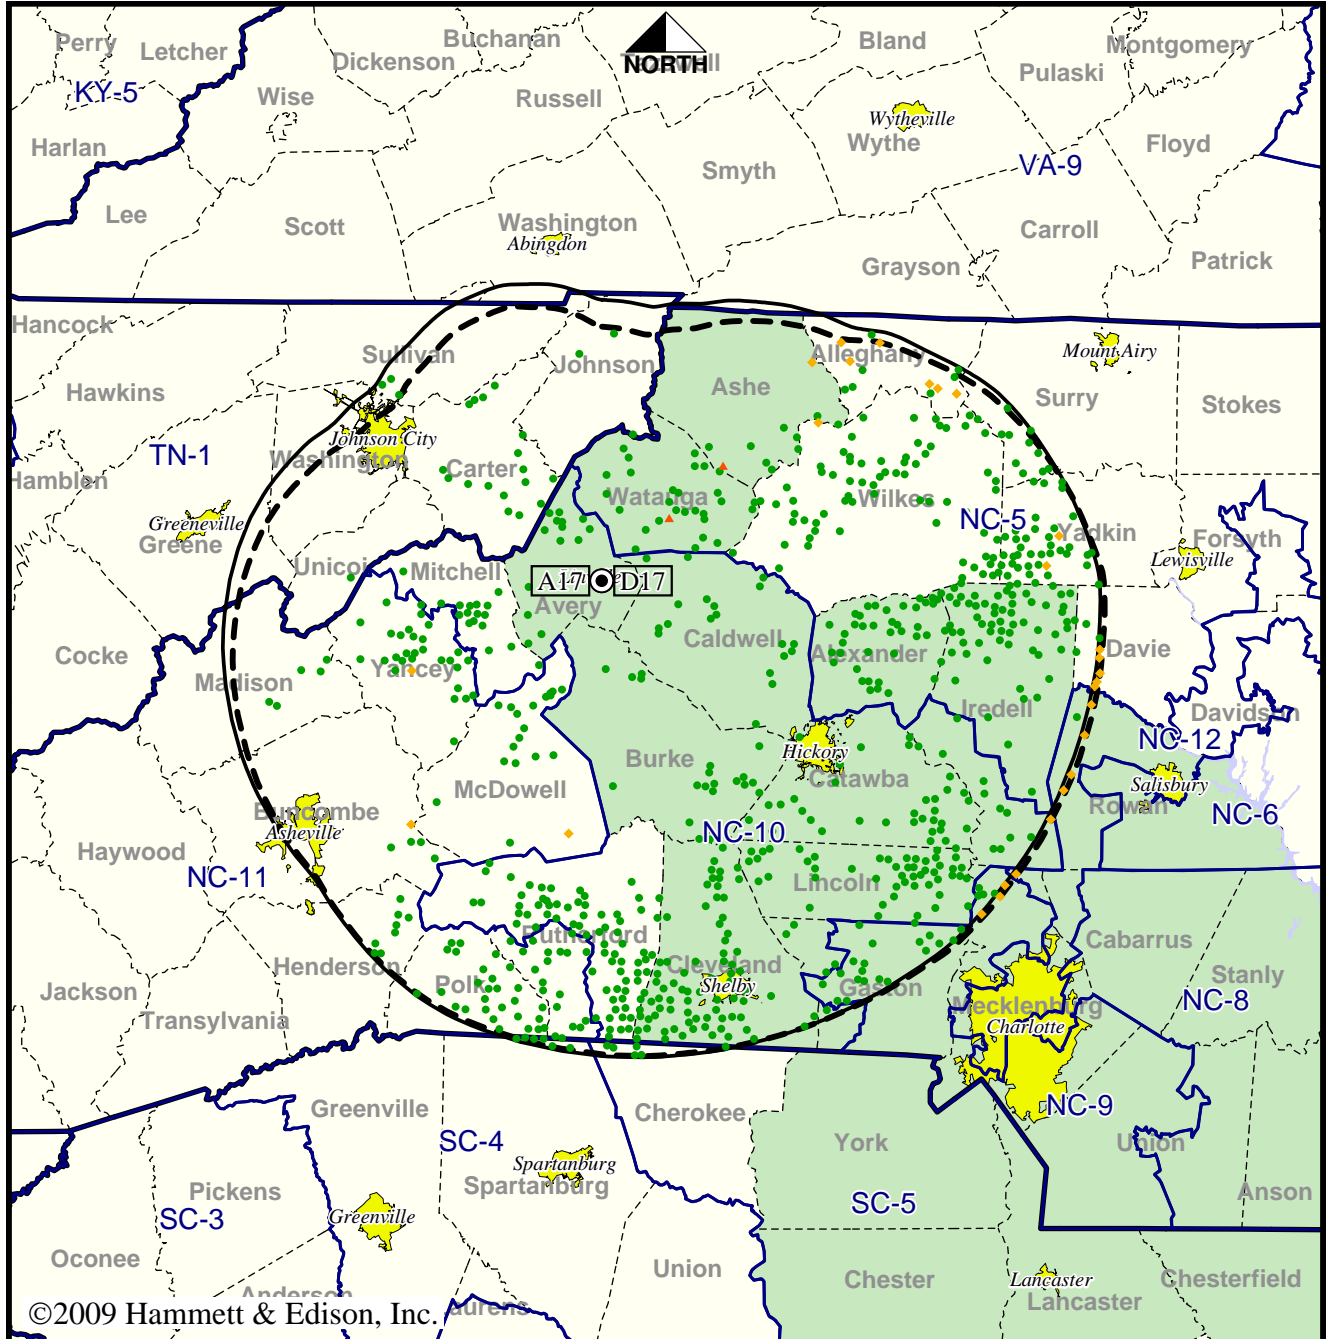 Perry
Letcher
Dickenson
Buchanan
NORTH
Bland
Montgomery
Pulaski
KY-5
Wise
Russell
Wytheville
Wythe
Floyd
Harlan
Smyth
VA-9
Lee
Scott
Washington
Abingdon
Carroll
Grayson
Patrick
Hancock
Sullivan
Johnson
Alleghany
Mount Airy
Hawkins
Ashe
Surry
Stokes
Johnson City
TN-1
Washington
Carter
Hamblen
Watauga
Wilkes
NC-5
Greeneville
Greene
Yadkin
Forsyth
Lewisville
Unicoi
Mitchell
A17
D17
Avery
Caldwell
Cocke
Alexander
Davie
Yancey
Madison
Iredell
Davidson
NC-12
Hickory
Burke
Catawba
Salisbury
McDowell
Rowan
Buncombe
Asheville
NC-10
NC-6
Haywood
NC-11
Lincoln
Rutherford
Cabarrus
Henderson
Cleveland
Stanly
Jackson
Polk
Shelby
Gaston
Mecklenburg
NC-8
Transylvania
Charlotte
Greenville
Cherokee
NC-9
SC-4
York
Union
Spartanburg
Spartanburg
Pickens
Anson
SC-3
Greenville
SC-5
Oconee
Union
Chester
Lancaster
Chesterfield
Anderson
Lancaster
Laurens
©2009 Hammett & Edison, Inc.